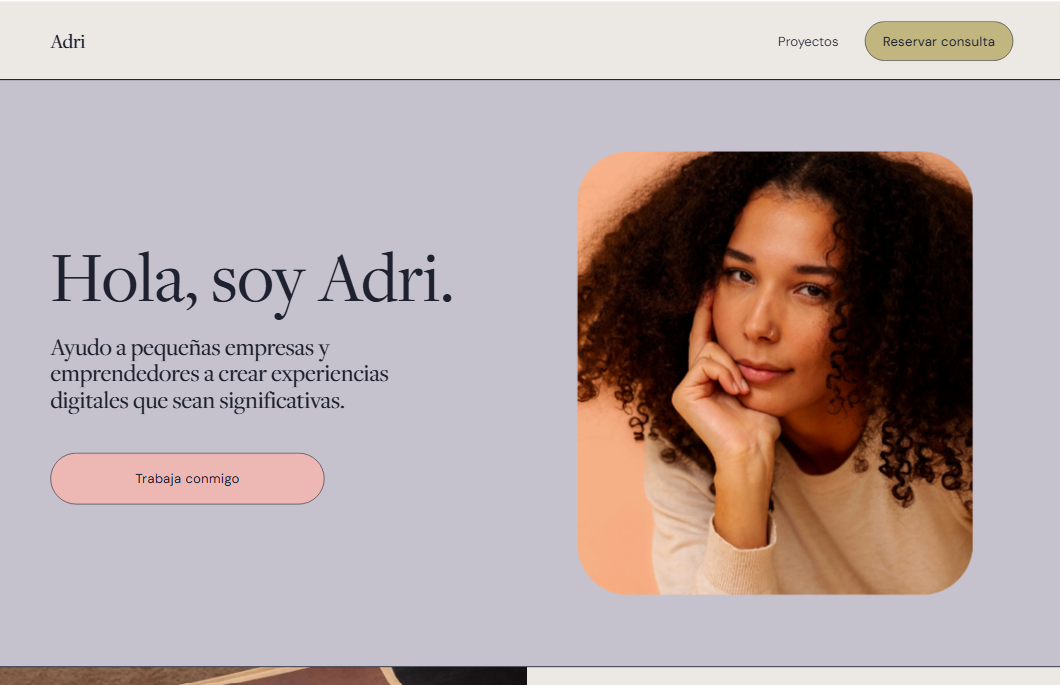 Adri
Proyectos
Reservar consulta
Hola, soy Adri.
Ayudo a pequeñas empresas y
emprendedores a crear experiencias
digitales que sean significativas.
Trabaja conmigo